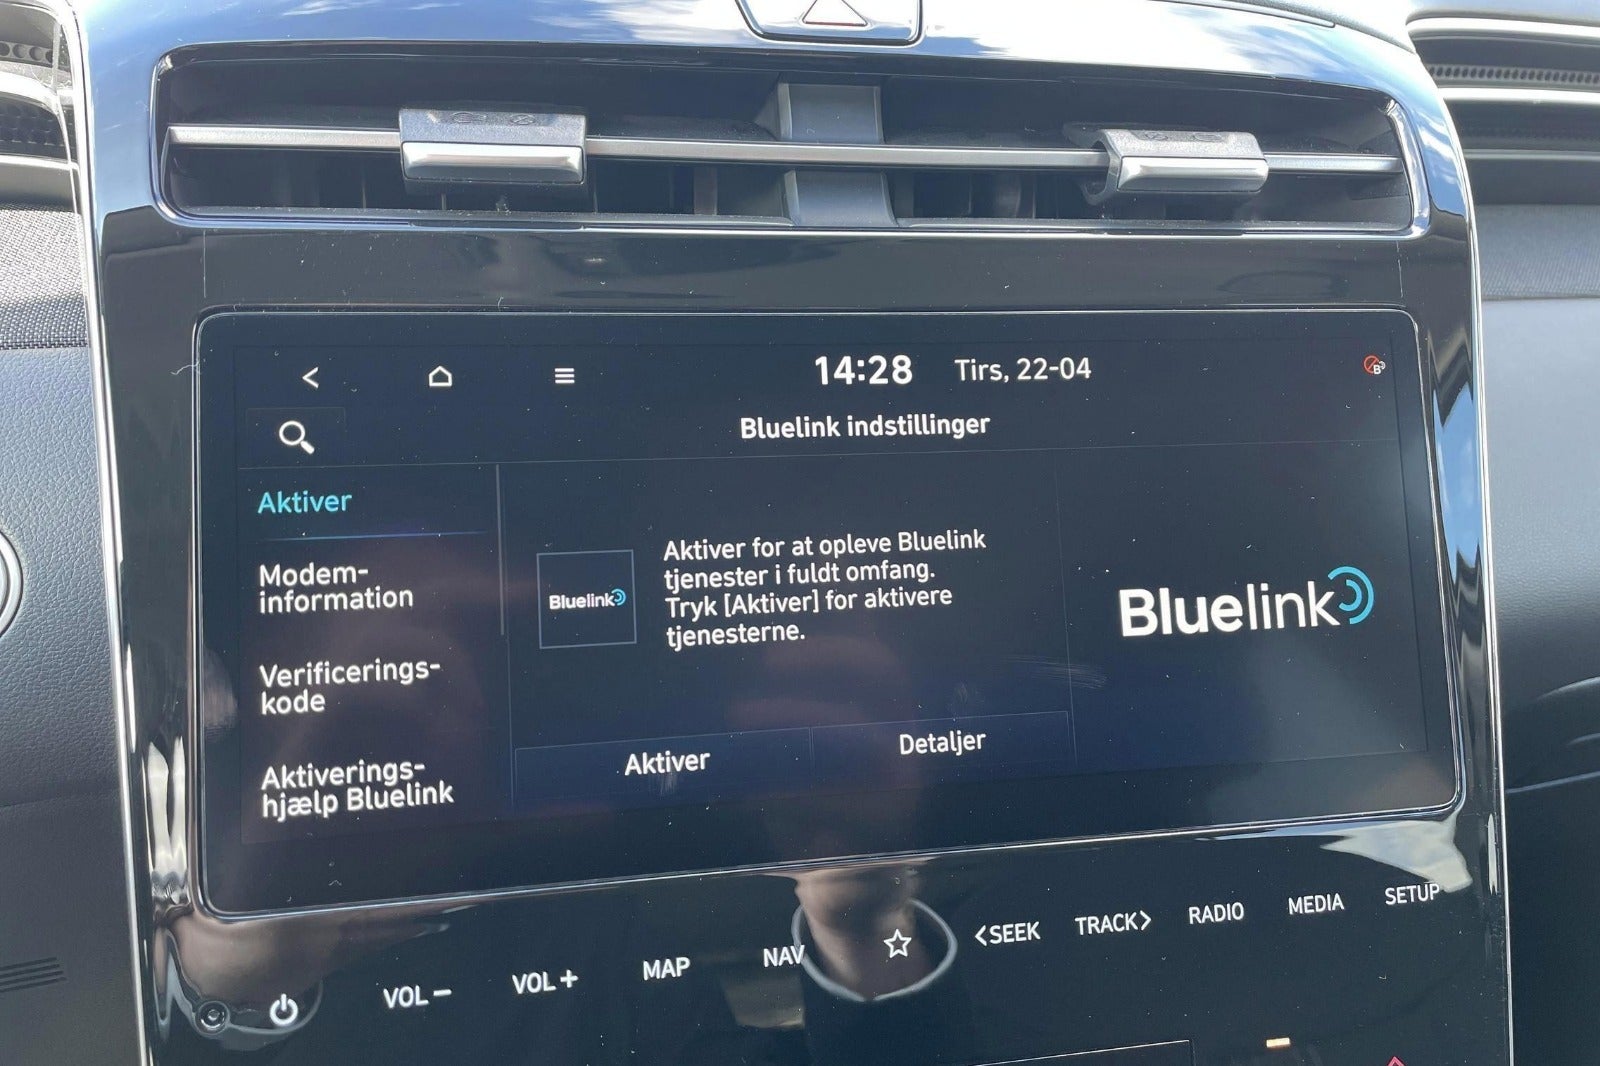 14:28 Tirs, 22-04
Bluelink indstillinger
Aktiver
Modem-
information
Verificerings-
kode
Aktiverings-
hjælp Bluelink
Bluelink
Aktiver for at opleve Bluelink
tjenester i fuldt omfang.
Tryk [Aktiver] for aktivere
tjenesterne.
Aktiver
Detaljer
Bluelink
VOL −
VOL +
MAP
NAV
<SEEK
TRACK>
RADIO
MEDIA
SETUP